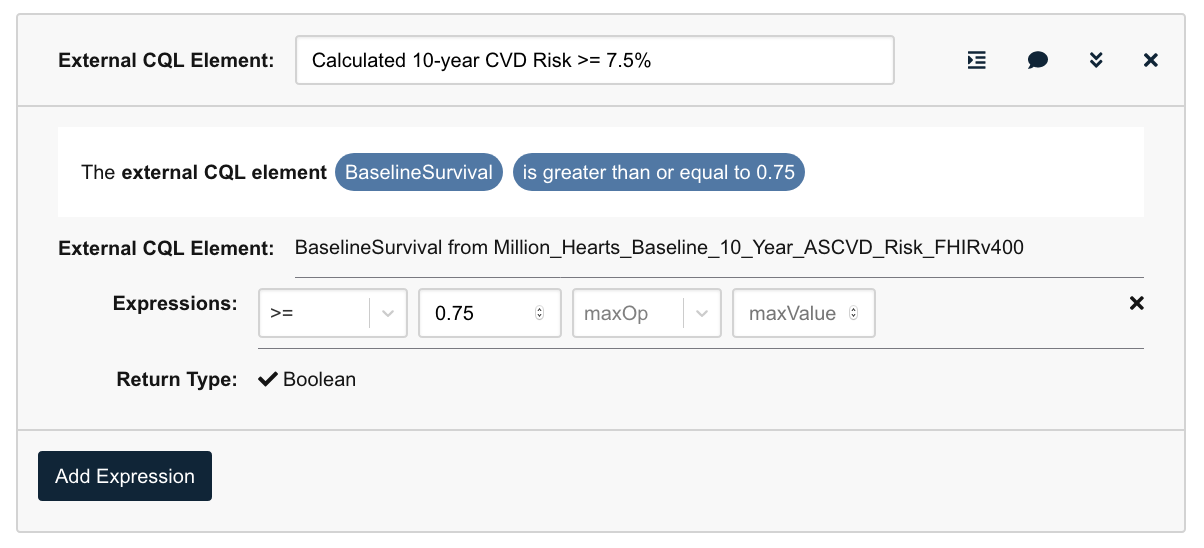 External CQL Element: Calculated 10-year CVD Risk >= 7.5%
The external CQL element BaselineSurvival is greater than or equal to 0.75
External CQL Element: BaselineSurvival from Million_Hearts_Baseline_10_Year_ASCVD_Risk_FHIRv400
Expressions: >= 0.75 maxOp maxValue
Return Type: Boolean
Add Expression